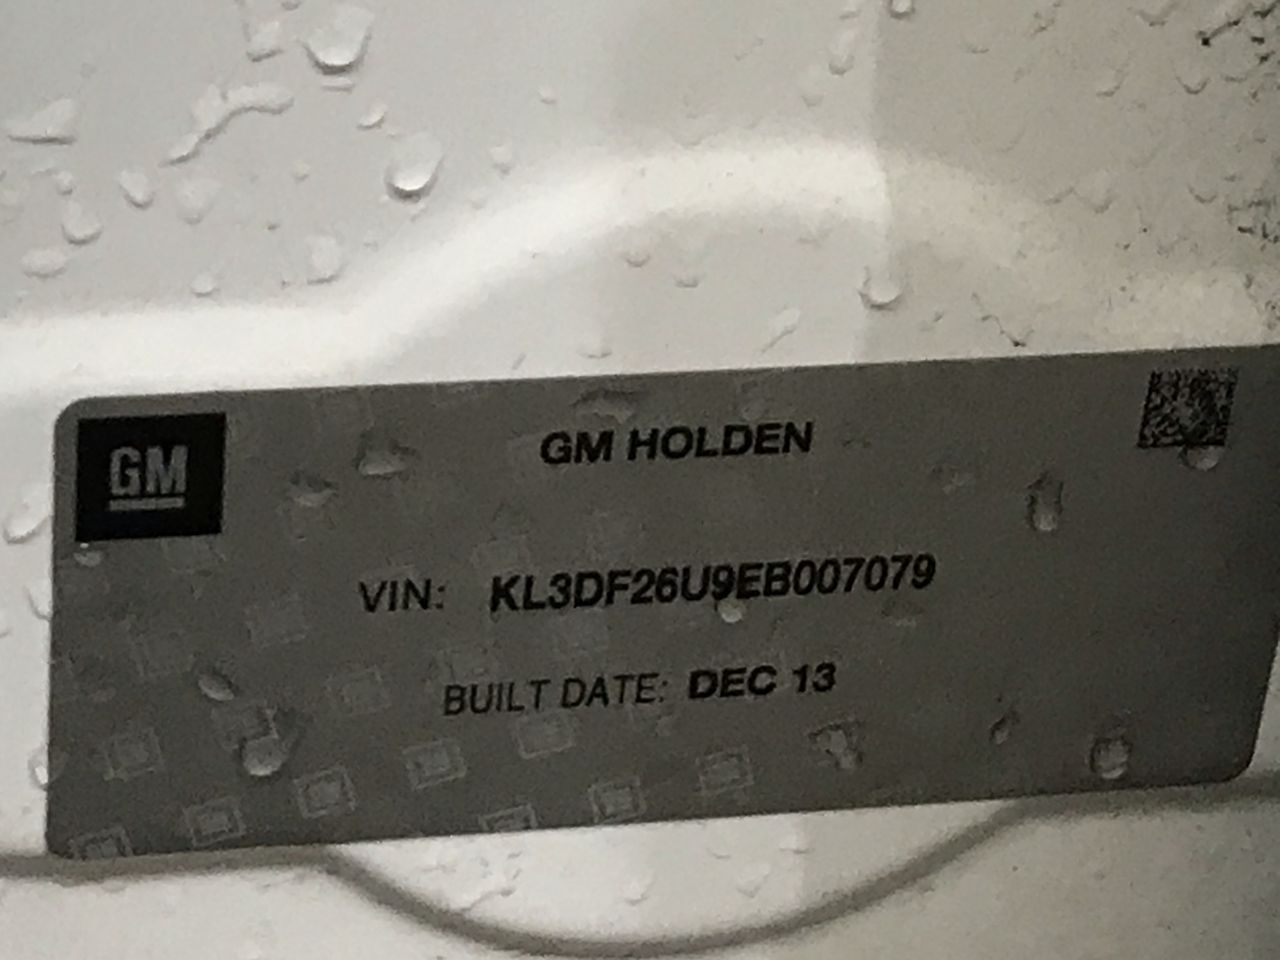 GM
GM HOLDEN
VIN: KL3DF26U9EB007079
BUILT DATE: DEC 13